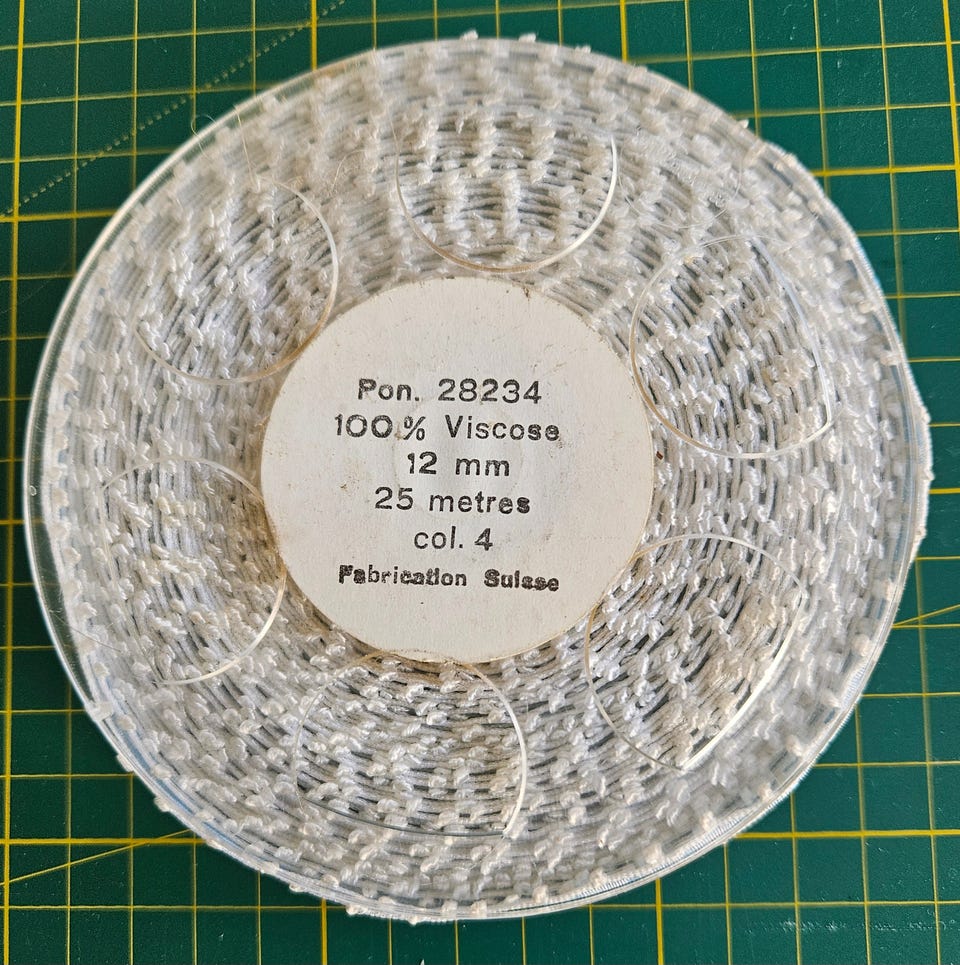 Pon. 28234
100% Viscose
12 mm
25 metres
col. 4
Fabrication Suisse